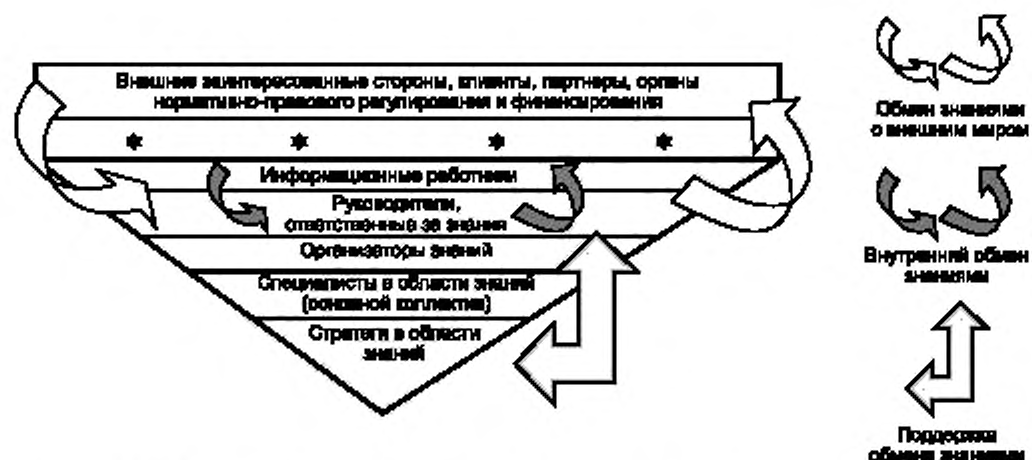 Внешние заинтересованные стороны, клиенты, партнеры, органы
нормативно-правового регулирования и финансирования
* * * *
Информационные работники
Руководители,
ответственные за знания
Организаторы знаний
Специалисты в области знаний
(основной коллектив)
Стратеги в области
знаний
Обмен знаниями
с внешним миром
Внутренний обмен
знаниями
Поддержка
обмена знаниями